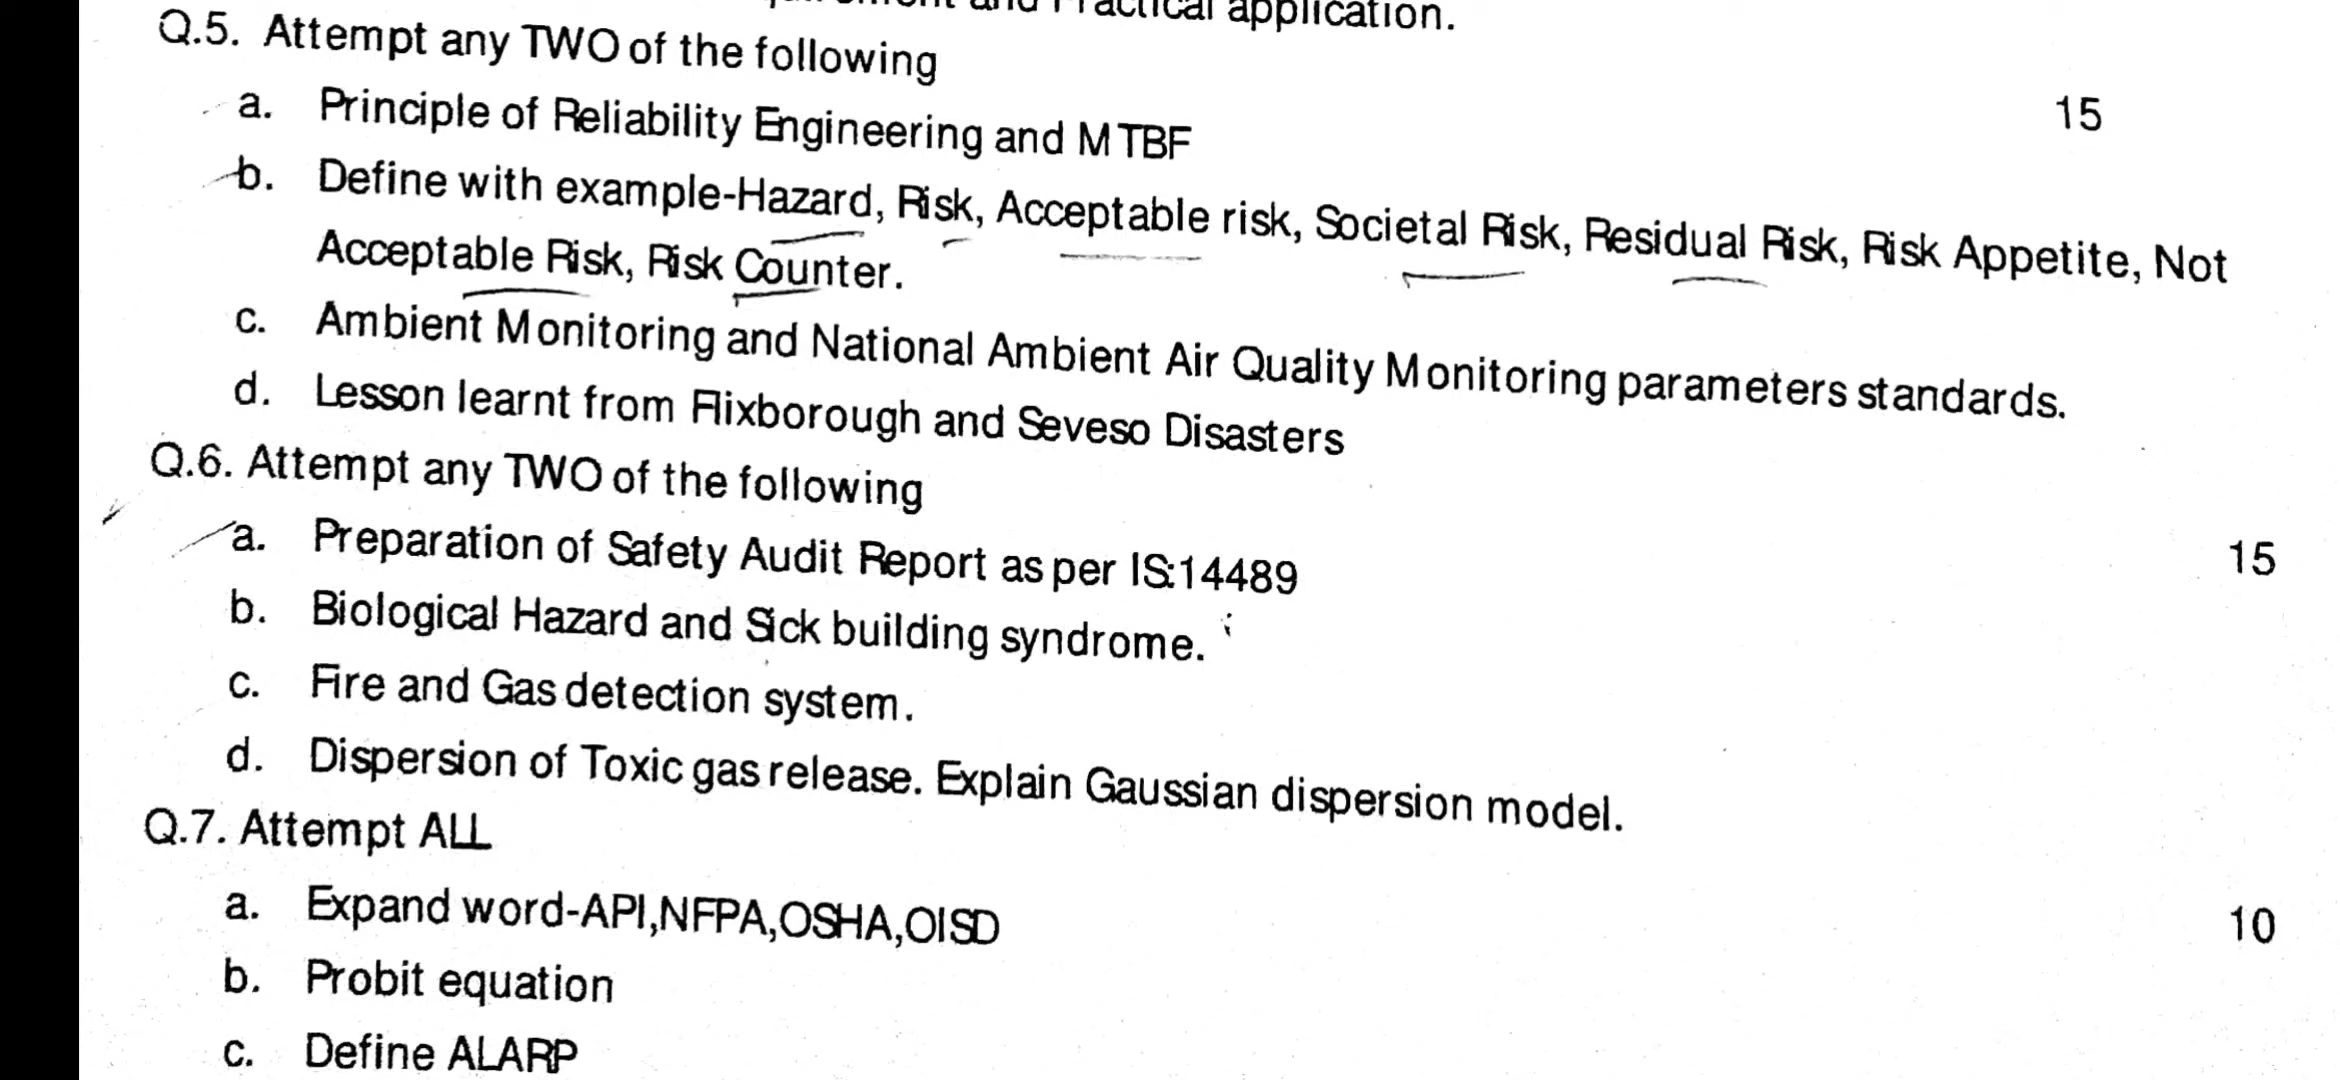 and Practical application.
Q.5. Attempt any TWO of the following
15
a. Principle of Reliability Engineering and MTBF
b. Define with example-Hazard, Risk, Acceptable risk, Societal Risk, Residual Risk, Risk Appetite, Not
Acceptable Risk, Risk Counter.
c. Ambient Monitoring and National Ambient Air Quality Monitoring parameters standards.
d. Lesson learnt from Flixborough and Seveso Disasters
Q.6. Attempt any TWO of the following
15
a. Preparation of Safety Audit Report as per IS:14489
b. Biological Hazard and Sick building syndrome.
c. Fire and Gas detection system.
d. Dispersion of Toxic gas release. Explain Gaussian dispersion model.
Q.7. Attempt ALL
10
a. Expand word-API,NFPA,OSHA,OISD
b. Probit equation
c. Define ALARP